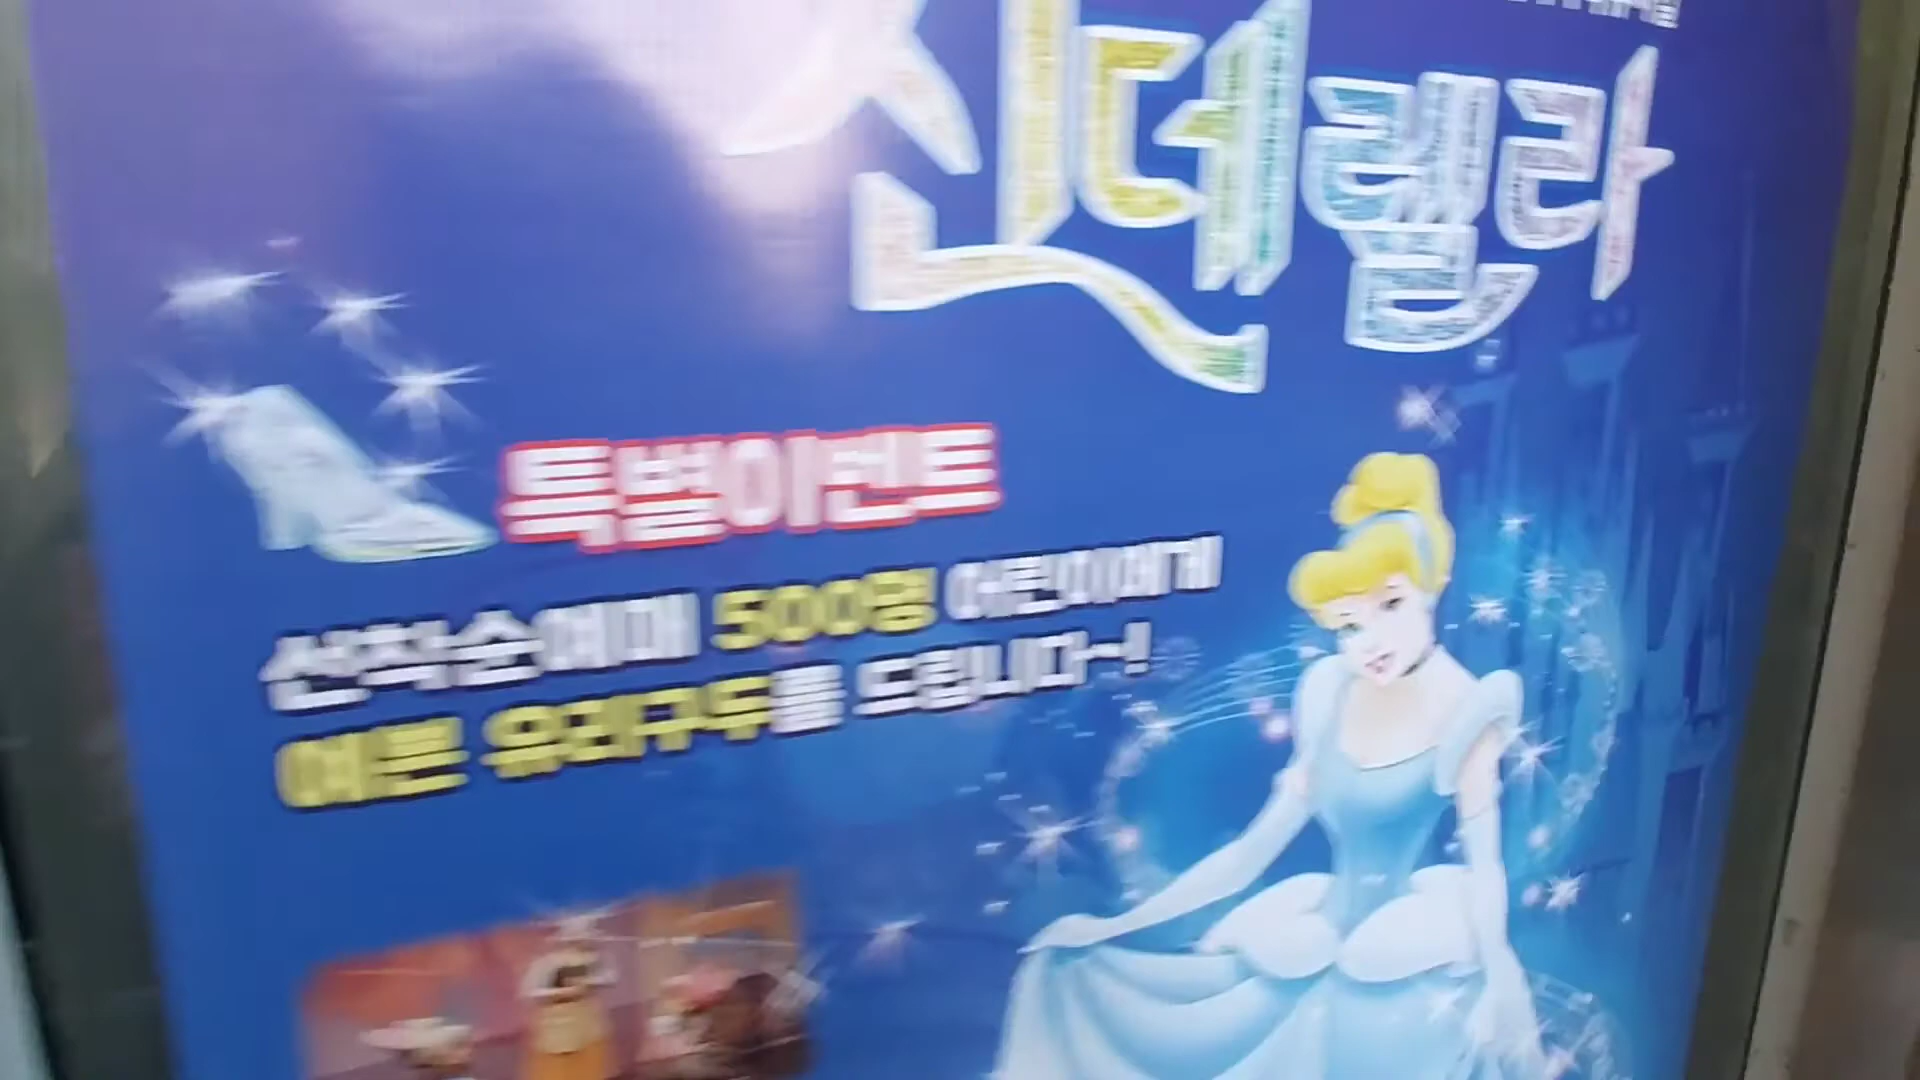 신데렐라
특별이벤트
선착순예매 500명 어린이에게
예쁜 유리구두를 드립니다~!